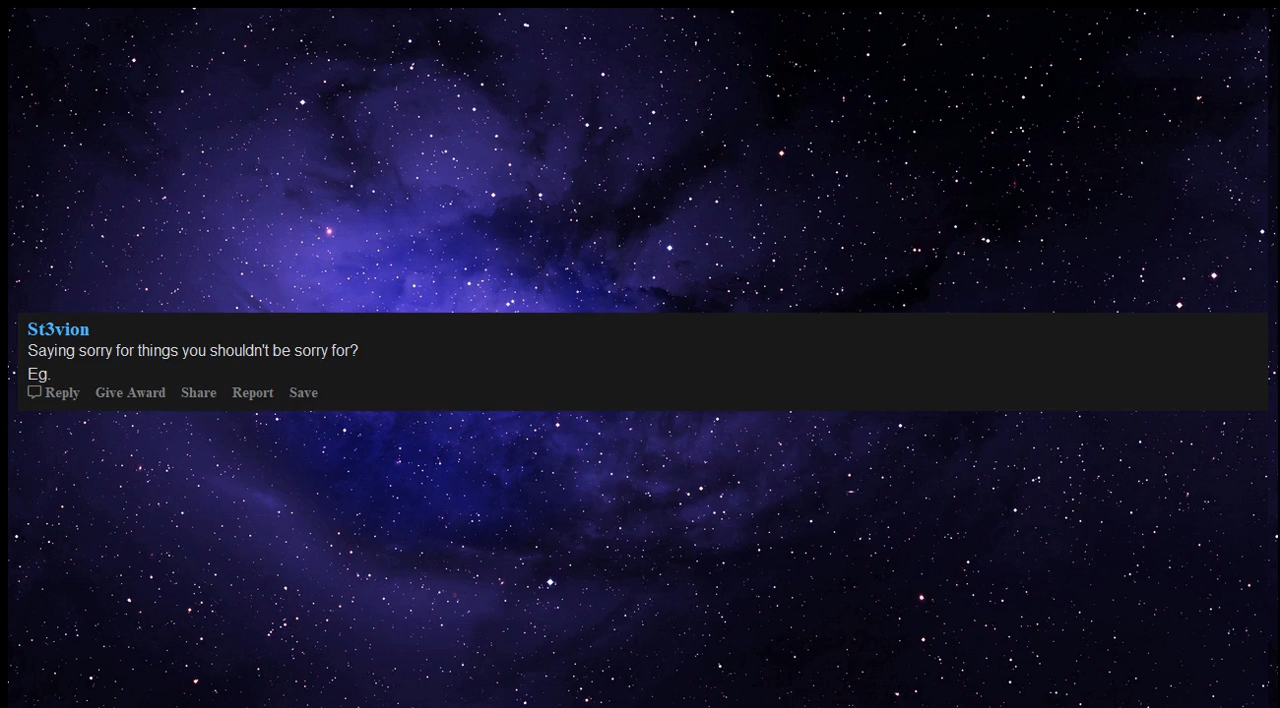 St3vion
Saying sorry for things you shouldn't be sorry for?
Eg.
Reply Give Award Share Report Save